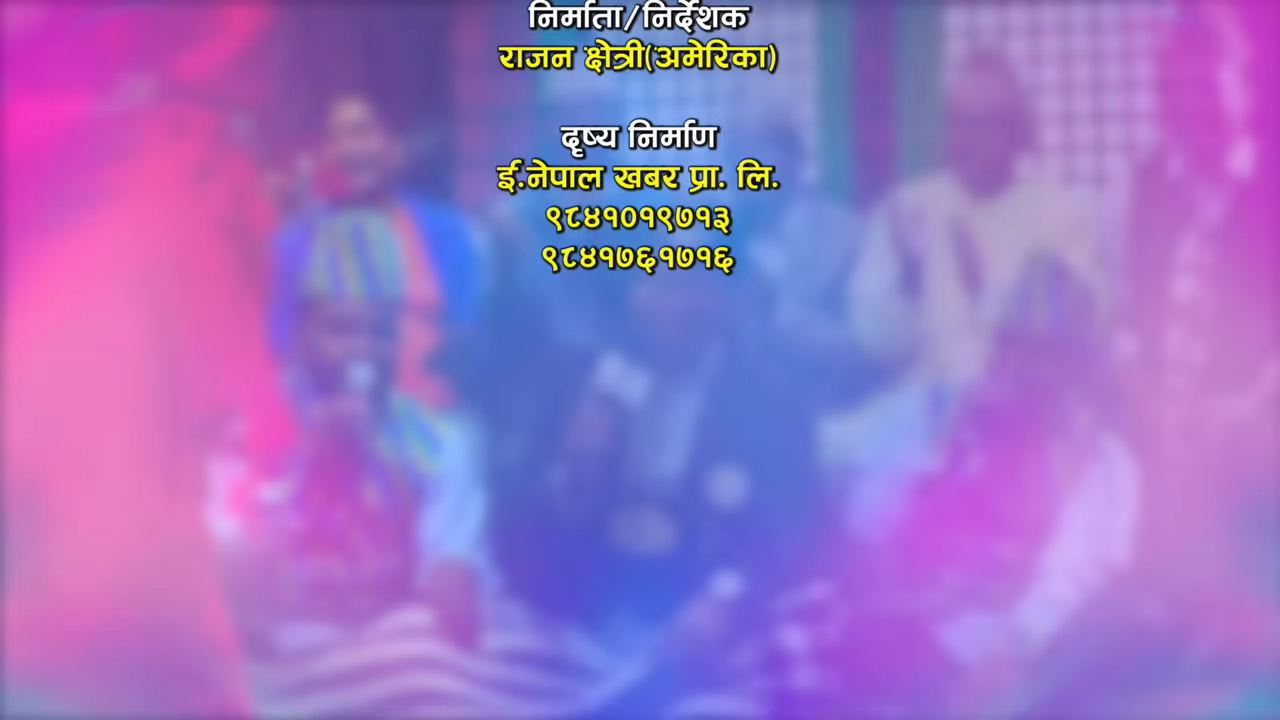 निर्माता/निर्देशक
राजन क्षेत्री(अमेरिका)
दृष्य निर्माण
ई.नेपाल खबर प्रा. लि.
९८४१०१९७१३
९८४१७६१७१६